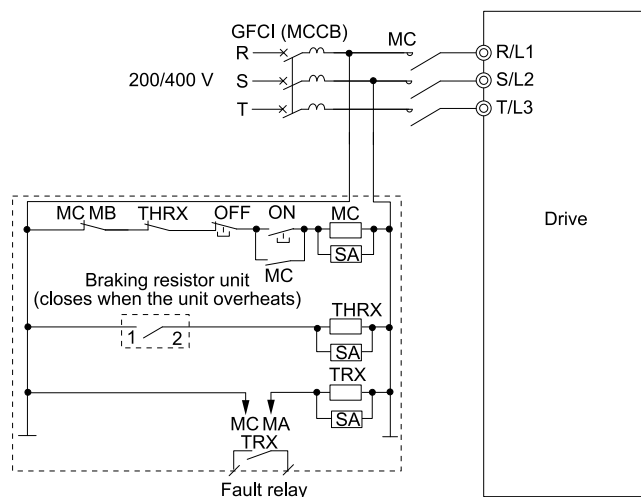 GFCI (MCCB)
R
MC
R/L1
200/400 V
S
S/L2
T
T/L3
Drive
MC MB
THRX
OFF
ON
MC
SA
MC
Braking resistor unit
(closes when the unit overheats)
THRX
1
2
SA
TRX
SA
MC MA
TRX
Fault relay